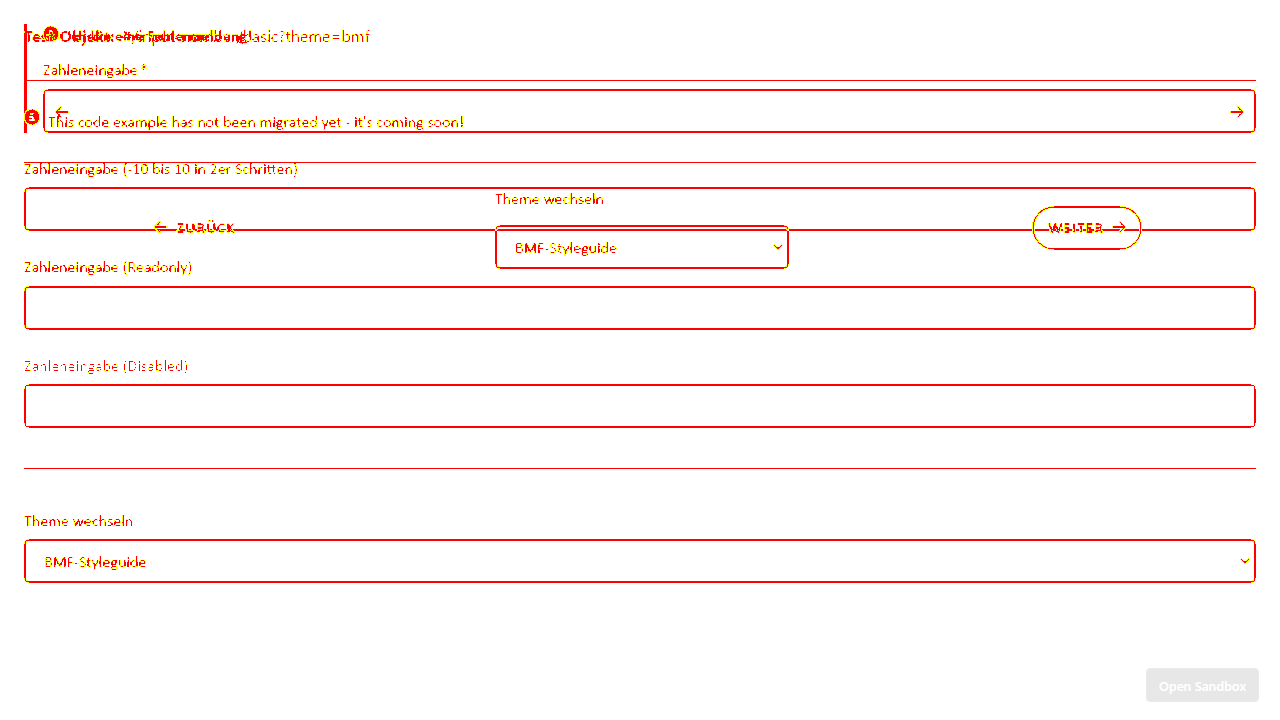 basic?theme=bmf
Zahleneingabe *
This code example has not been migrated yet - it's coming soon!
Zahleneingabe (-10 bis 10 in 2er Schritten)
Theme wechseln
← ZURÜCK
WEITER →
BMF-Styleguide
Zahleneingabe (Readonly)
Zahleneingabe (Disabled)
Theme wechseln
BMF-Styleguide
Open Sandbox